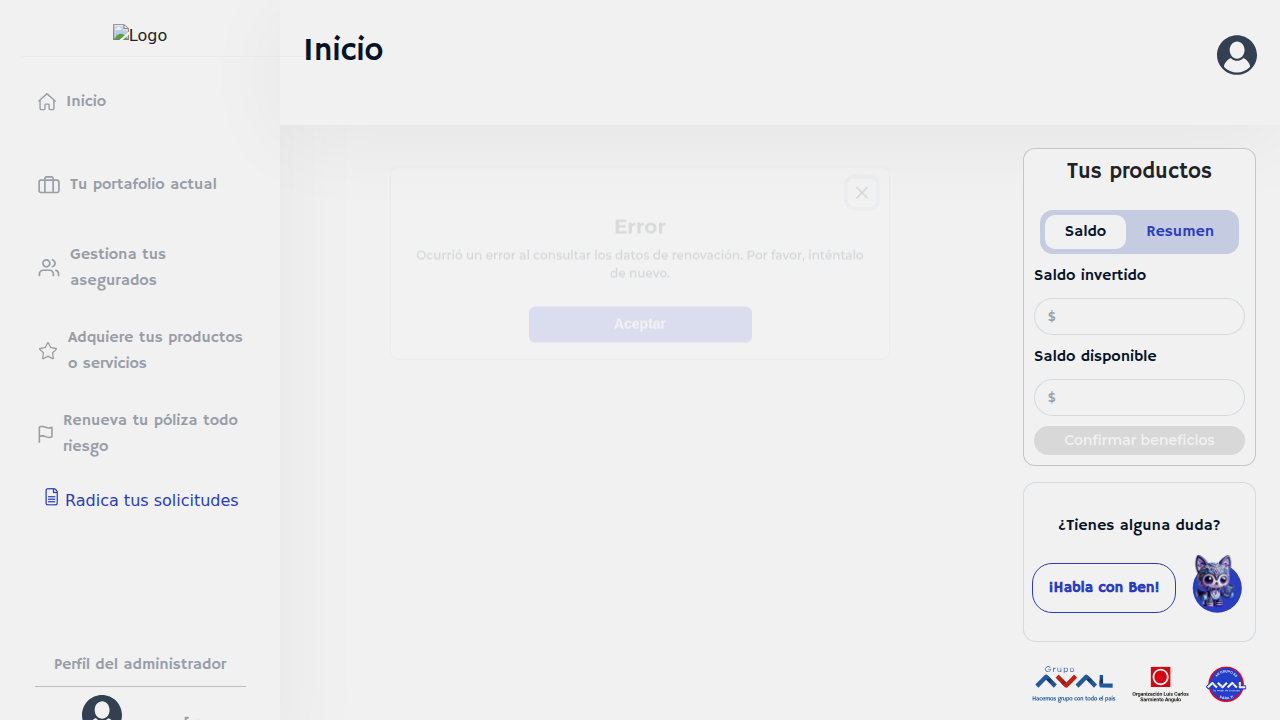 Logo
Inicio
Tu portafolio actual
Gestiona tus
asegurados
Adquiere tus productos
o servicios
Renueva tu póliza todo
riesgo
Radica tus solicitudes
Perfil del administrador
Inicio
Error
Ocurrió un error al consultar los datos de renovación. Por favor, inténtalo
de nuevo.
Aceptar
Tus productos
Saldo
Resumen
Saldo invertido
$
Saldo disponible
$
Confirmar beneficios
¿Tienes alguna duda?
¡Habla con Ben!
Grupo
AVAL
Hacemos grupo con todo el país
Organización Luis Carlos
Sarmiento Angulo
AVAL